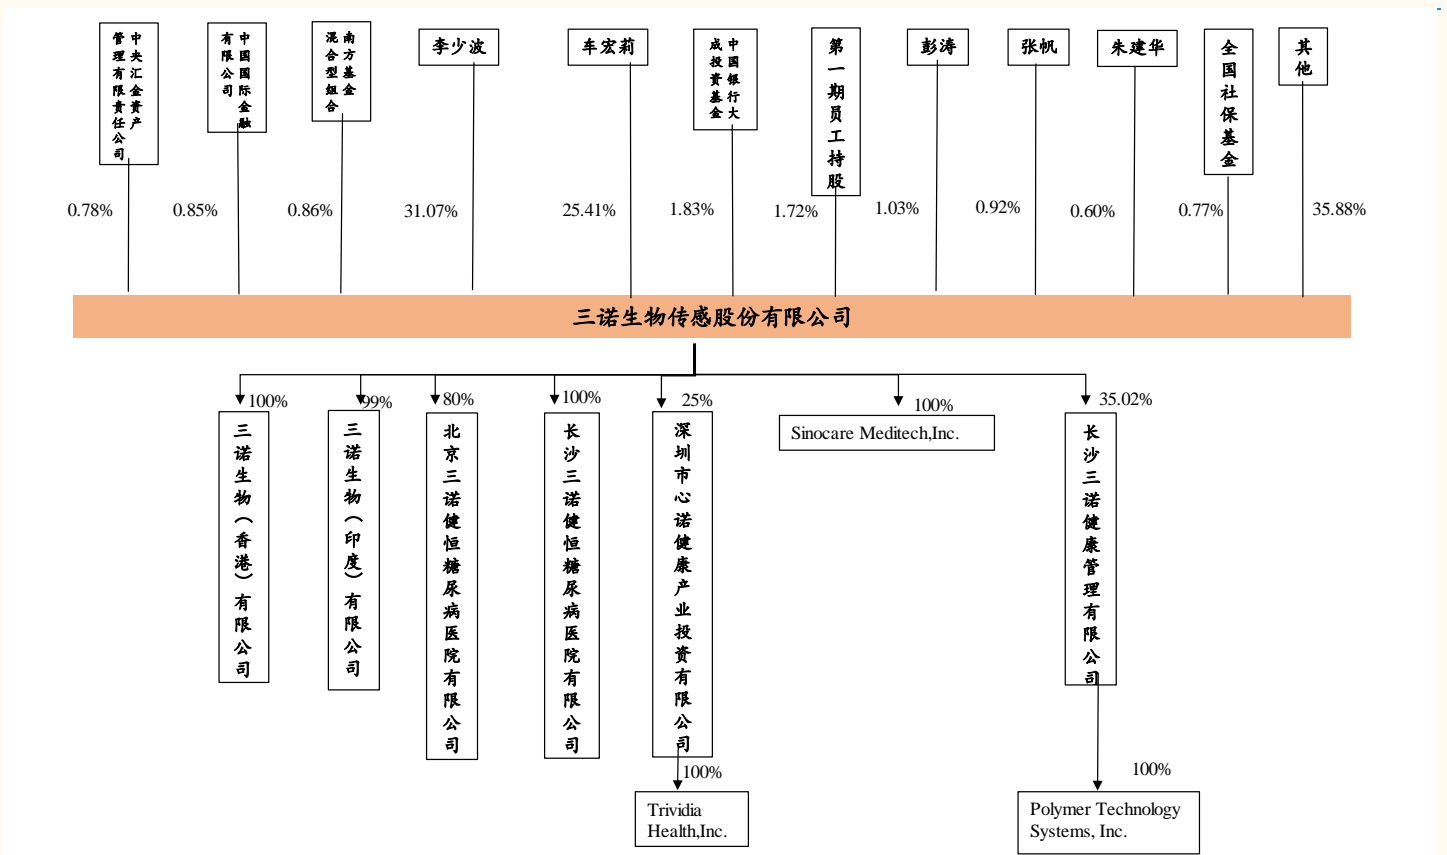 中央汇金资产
管理有限责任公司
中国国际金融
有限公司
南方基金
混合型组合
李少波
车宏莉
中国银行大
成投资基金
第一期员工持股
彭涛
张帆
朱建华
全国社保基金
其他
0.78%
0.85%
0.86%
31.07%
25.41%
1.83%
1.72%
1.03%
0.92%
0.60%
0.77%
35.88%
三诺生物传感股份有限公司
100%
99%
80%
100%
25%
100%
35.02%
三诺生物（香港）有限公司
三诺生物（印度）有限公司
北京三诺健恒糖尿病医院有限公司
长沙三诺健恒糖尿病医院有限公司
深圳市心诺健康产业投资有限公司
Sinocare Meditech,Inc.
长沙三诺健康管理有限公司
100%
100%
Trividia
Health,Inc.
Polymer Technology
Systems, Inc.